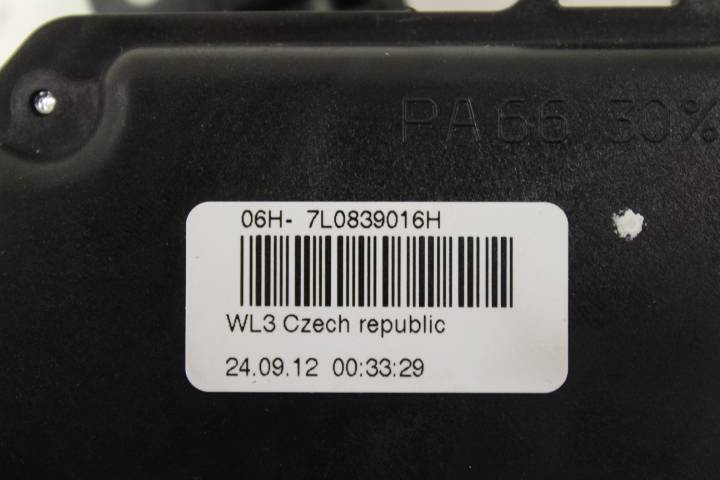 PA66 30%
06H- 7L0839016H
WL3 Czech republic
24.09.12 00:33:29